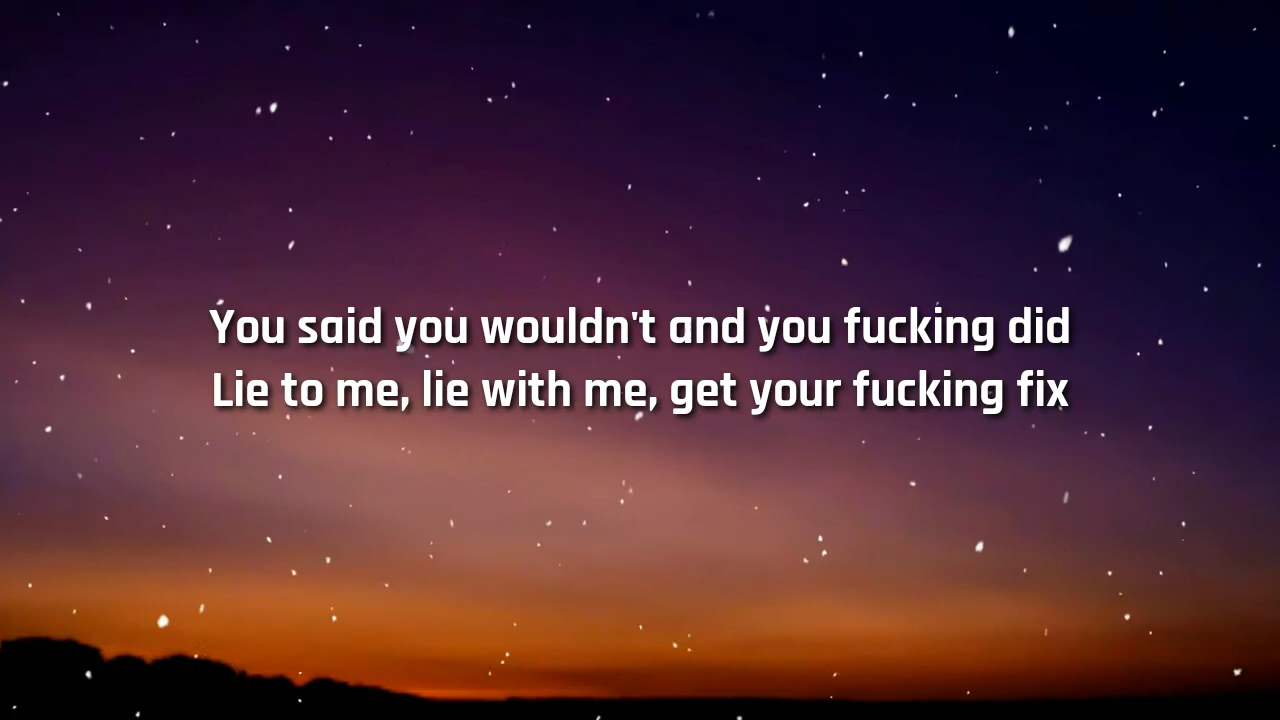 You said you wouldn't and you fucking did
Lie to me, lie with me, get your fucking fix